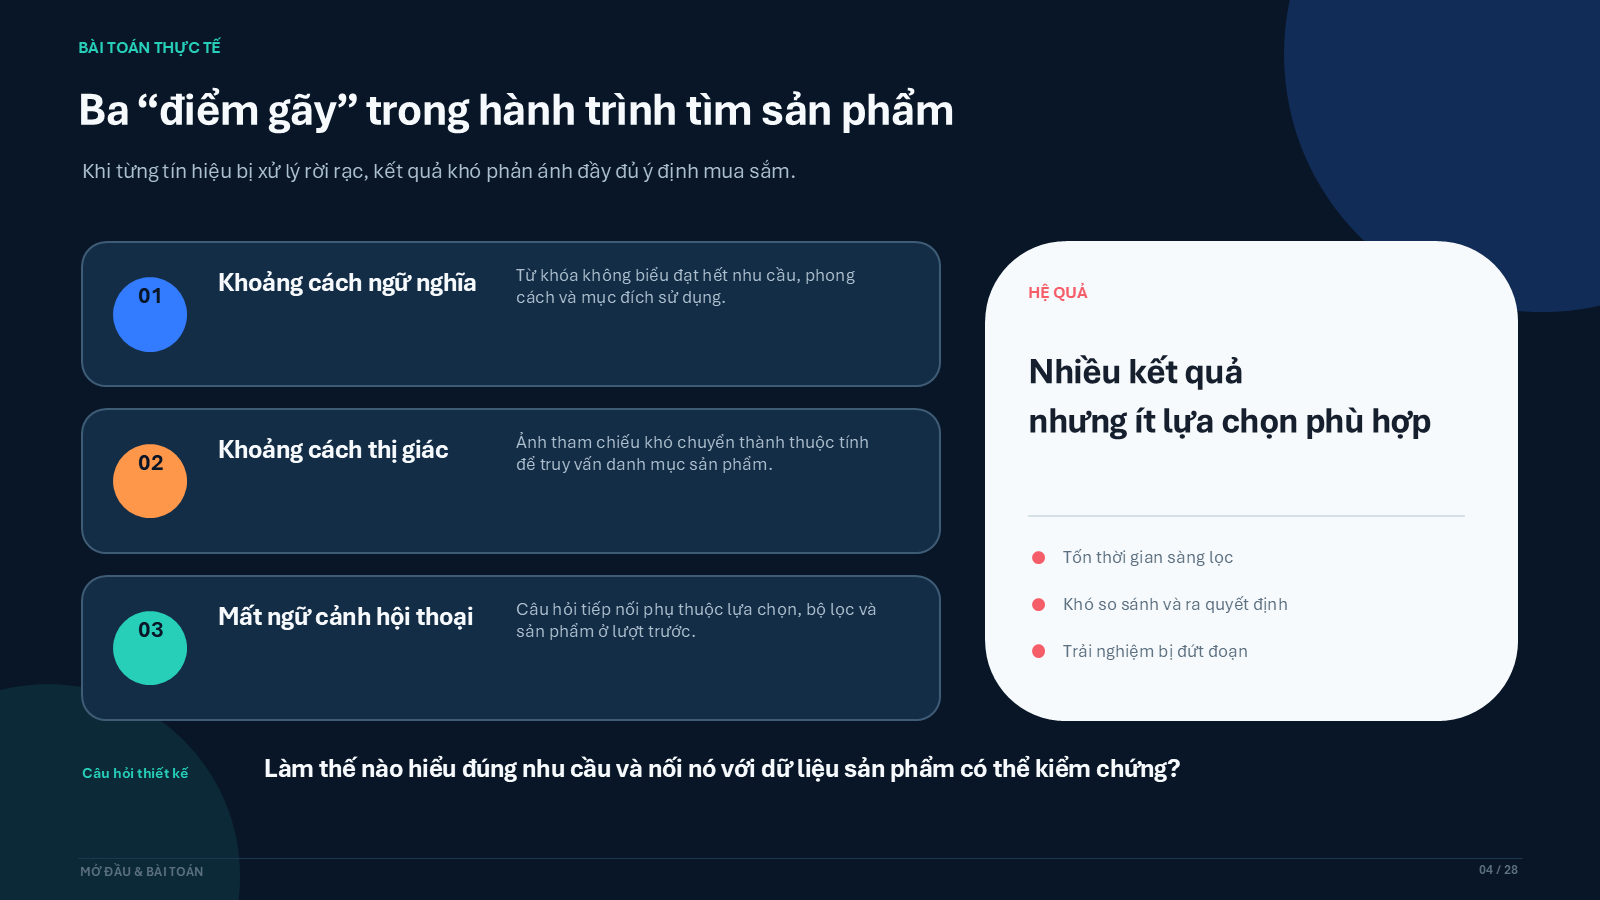 BÀI TOÁN THỰC TẾ
Ba “điểm gãy” trong hành trình tìm sản phẩm
Khi từng tín hiệu bị xử lý rời rạc, kết quả khó phản ánh đầy đủ ý định mua sắm.
01
Khoảng cách ngữ nghĩa
Từ khóa không biểu đạt hết nhu cầu, phong
cách và mục đích sử dụng.
02
Khoảng cách thị giác
Ảnh tham chiếu khó chuyển thành thuộc tính
để truy vấn danh mục sản phẩm.
03
Mất ngữ cảnh hội thoại
Câu hỏi tiếp nối phụ thuộc lựa chọn, bộ lọc và
sản phẩm ở lượt trước.
HỆ QUẢ
Nhiều kết quả
nhưng ít lựa chọn phù hợp
Tốn thời gian sàng lọc
Khó so sánh và ra quyết định
Trải nghiệm bị đứt đoạn
Câu hỏi thiết kế
Làm thế nào hiểu đúng nhu cầu và nối nó với dữ liệu sản phẩm có thể kiểm chứng?
MỞ ĐẦU & BÀI TOÁN
04 / 28